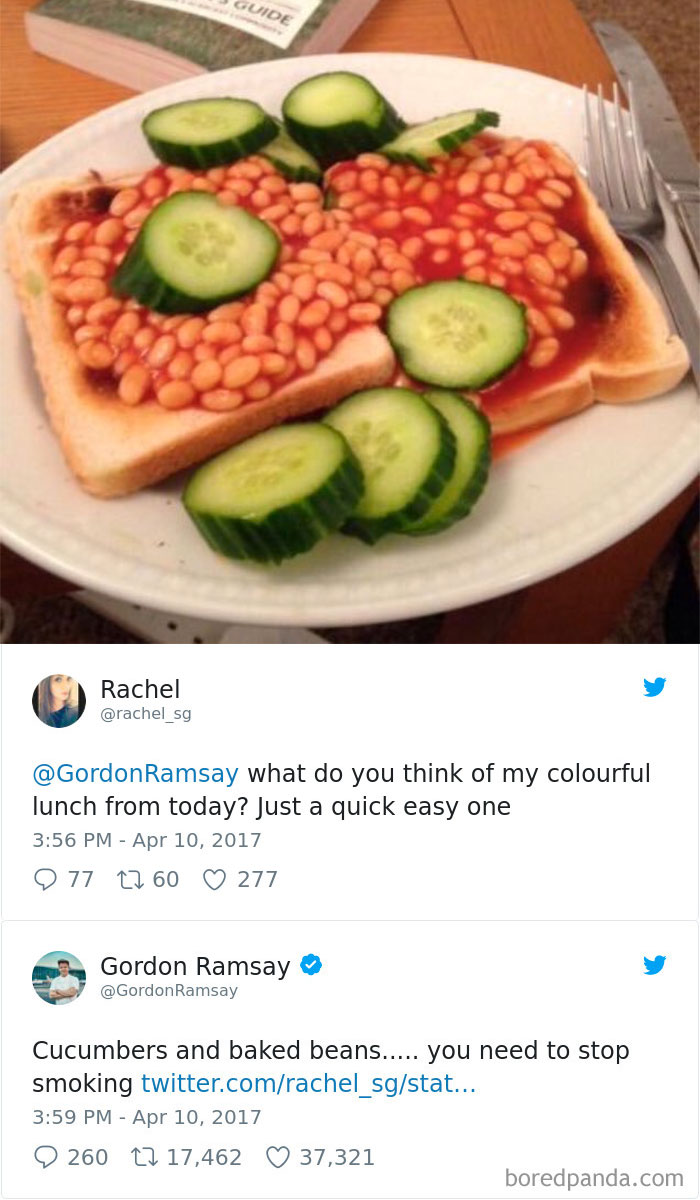 'S GUIDE
Rachel
@rachel_sg
@GordonRamsay what do you think of my colourful
lunch from today? Just a quick easy one
3:56 PM - Apr 10, 2017
77 60 277
Gordon Ramsay
@GordonRamsay
Cucumbers and baked beans..... you need to stop
smoking twitter.com/rachel_sg/stat...
3:59 PM - Apr 10, 2017
260 17,462 37,321
boredpanda.com